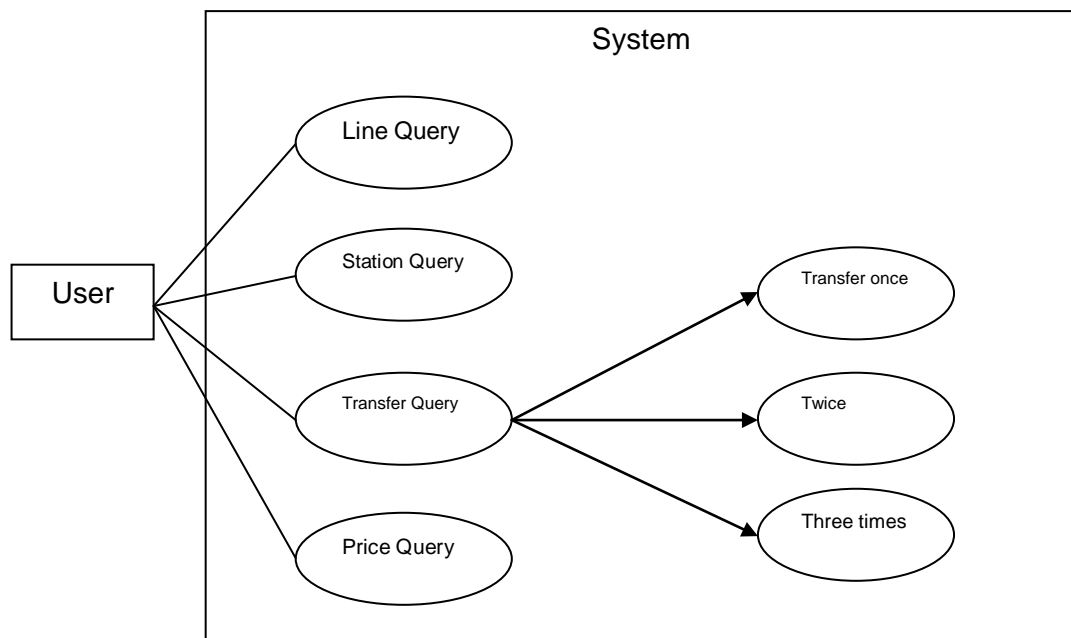 System
Line Query
Station Query
User
Transfer once
Transfer Query
Twice
Three times
Price Query